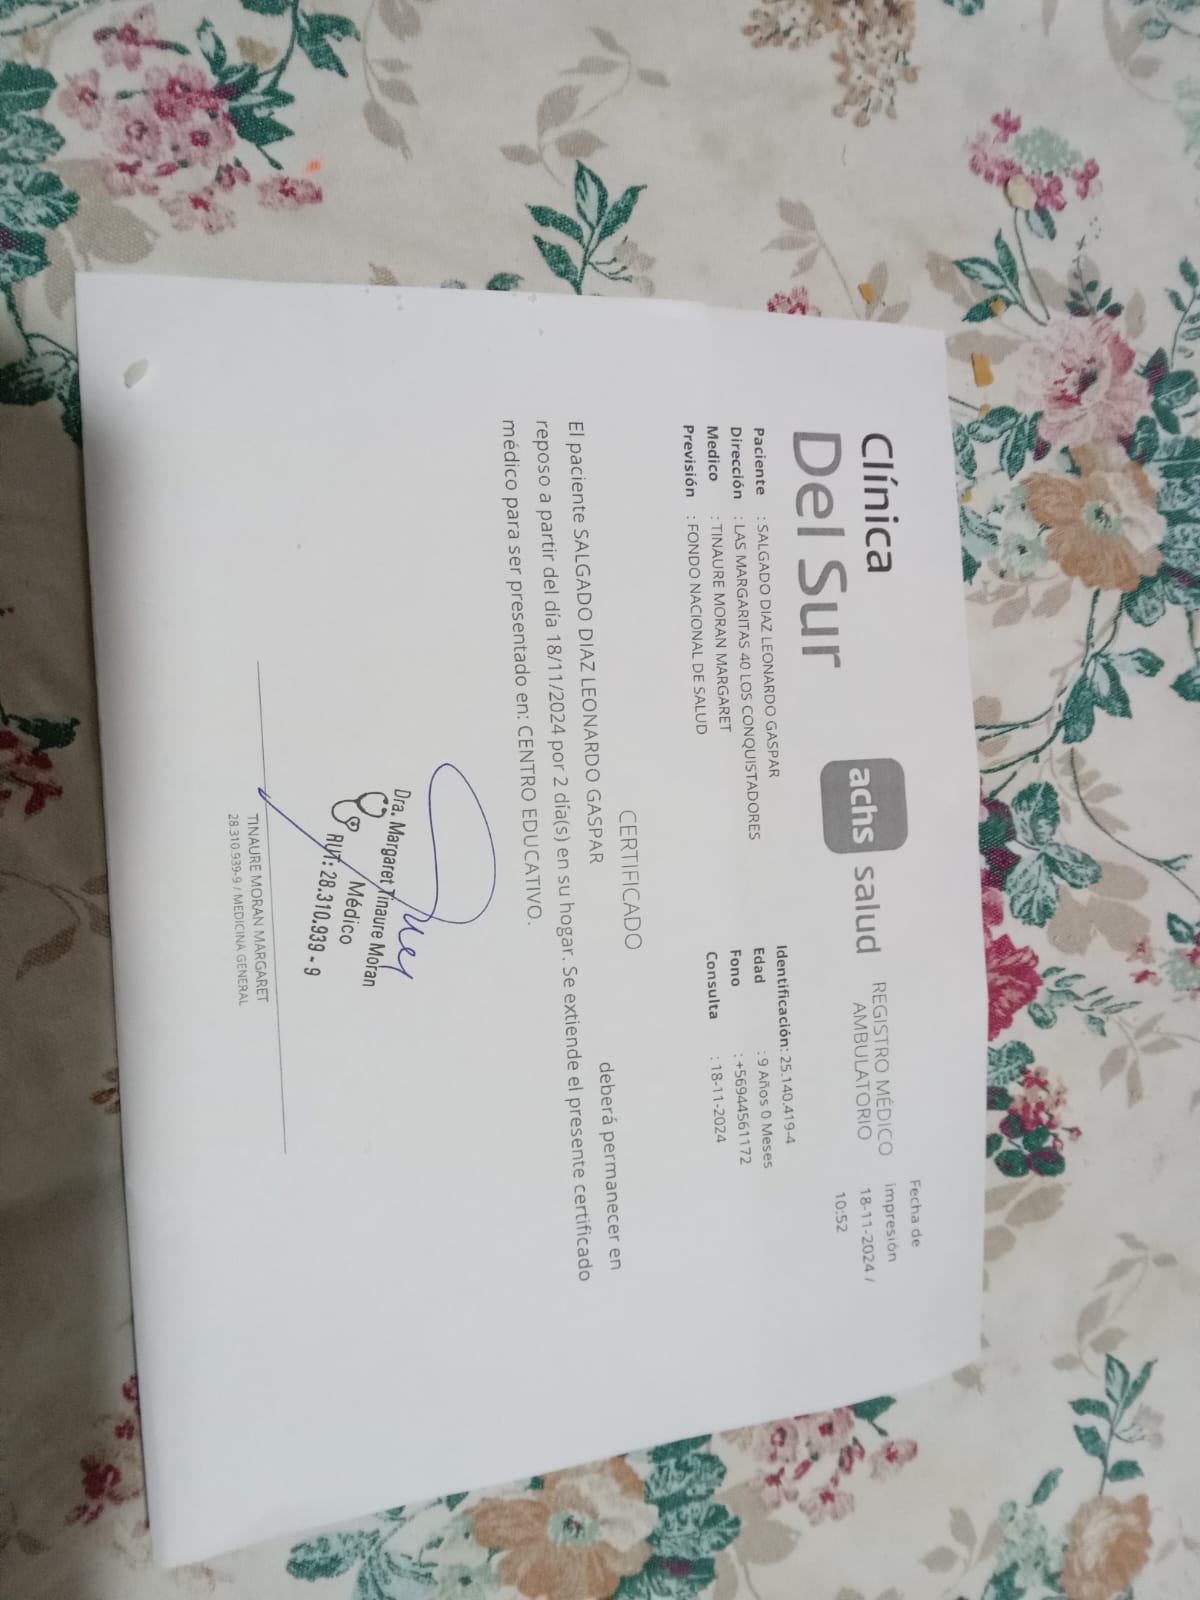 Clínica
Del Sur
achs salud
REGISTRO MÉDICO
AMBULATORIO
Fecha de
impresión
18-11-2024 /
10:52
Paciente : SALGADO DIAZ LEONARDO GASPAR
Dirección : LAS MARGARITAS 40 LOS CONQUISTADORES
Medico : TINAURE MORAN MARGARET
Previsión : FONDO NACIONAL DE SALUD
Identificación: 25.140.419-4
Edad : 9 Años 0 Meses
Fono : +56944561172
Consulta : 18-11-2024
CERTIFICADO
El paciente SALGADO DIAZ LEONARDO GASPAR deberá permanecer en
reposo a partir del día 18/11/2024 por 2 día(s) en su hogar. Se extiende el presente certificado
médico para ser presentado en: CENTRO EDUCATIVO.
Dra. Margaret Tinaure Moran
Médico
RUT: 28.310.939-9
TINAURE MORAN MARGARET
28.310.939-9 / MEDICINA GENERAL